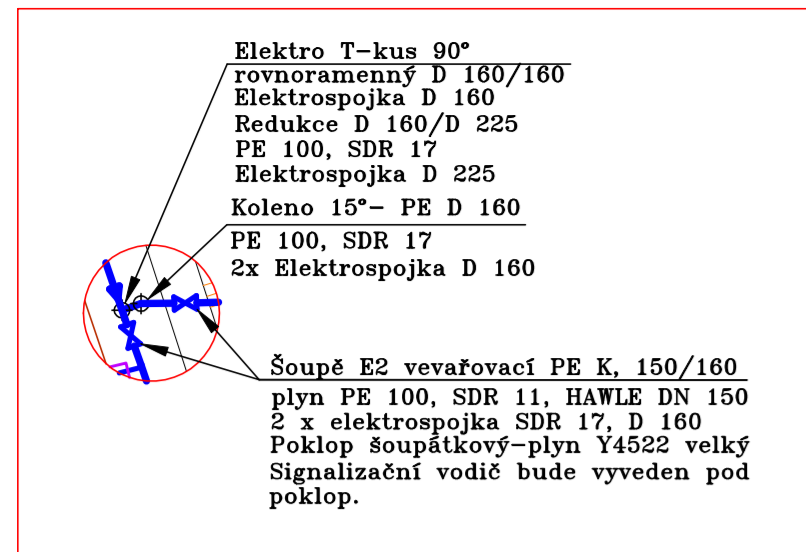 Elektro T-kus 90°
rovnoramenný D 160/160
Elektrospojka D 160
Redukce D 160/D 225
PE 100, SDR 17
Elektrospojka D 225
Koleno 15°- PE D 160
PE 100, SDR 17
2x Elektrospojka D 160
Šoupě E2 vevařovací PE K, 150/160
plyn PE 100, SDR 11, HAWLE DN 150
2 x elektrospojka SDR 17, D 160
Poklop šoupátkový-plyn Y4522 velký
Signalizační vodič bude vyveden pod
poklop.